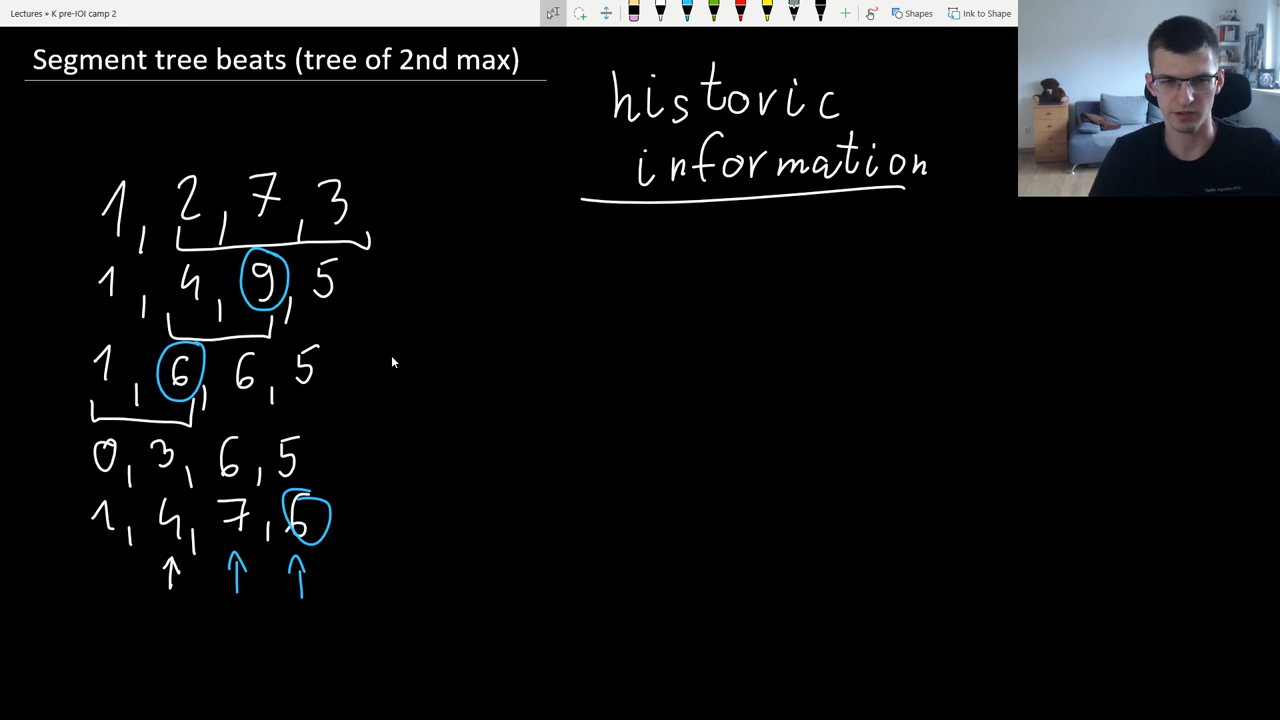 Lectures » K pre-IOI camp 2
Shapes
Ink to Shape
Segment tree beats (tree of 2nd max)
historic
information
1, 2, 7, 3
1, 4, 9, 5
1, 6, 6, 5
0, 3, 6, 5
1, 4, 7, 6